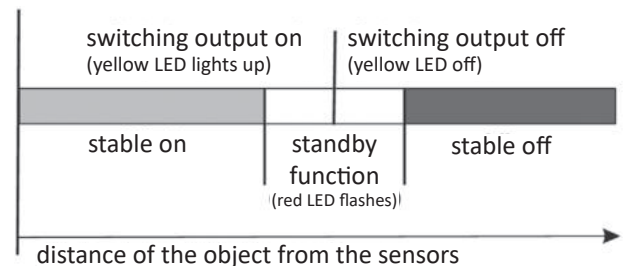 switching output on
(yellow LED lights up)
switching output off
(yellow LED off)
stable on
standby
function
(red LED flashes)
stable off
distance of the object from the sensors